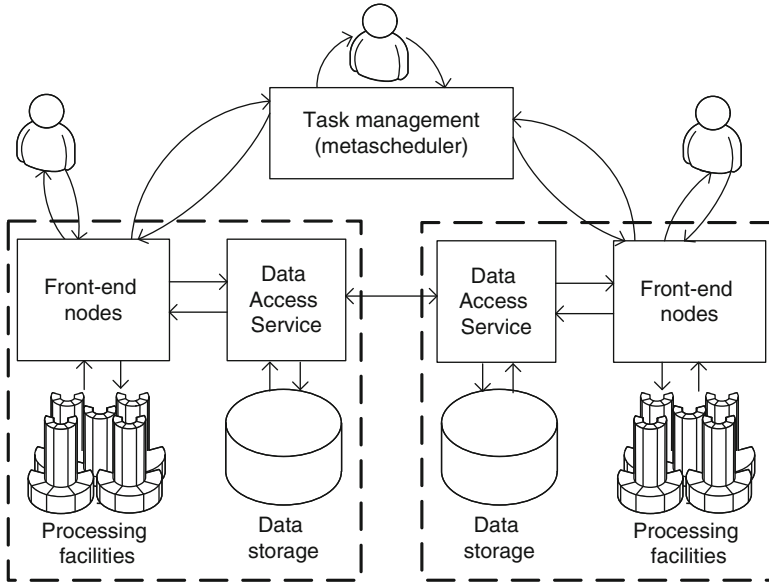 Task management
(metascheduler)
Front-end
nodes
Data
Access
Service
Data
Access
Service
Front-end
nodes
Processing
facilities
Data
storage
Data
storage
Processing
facilities